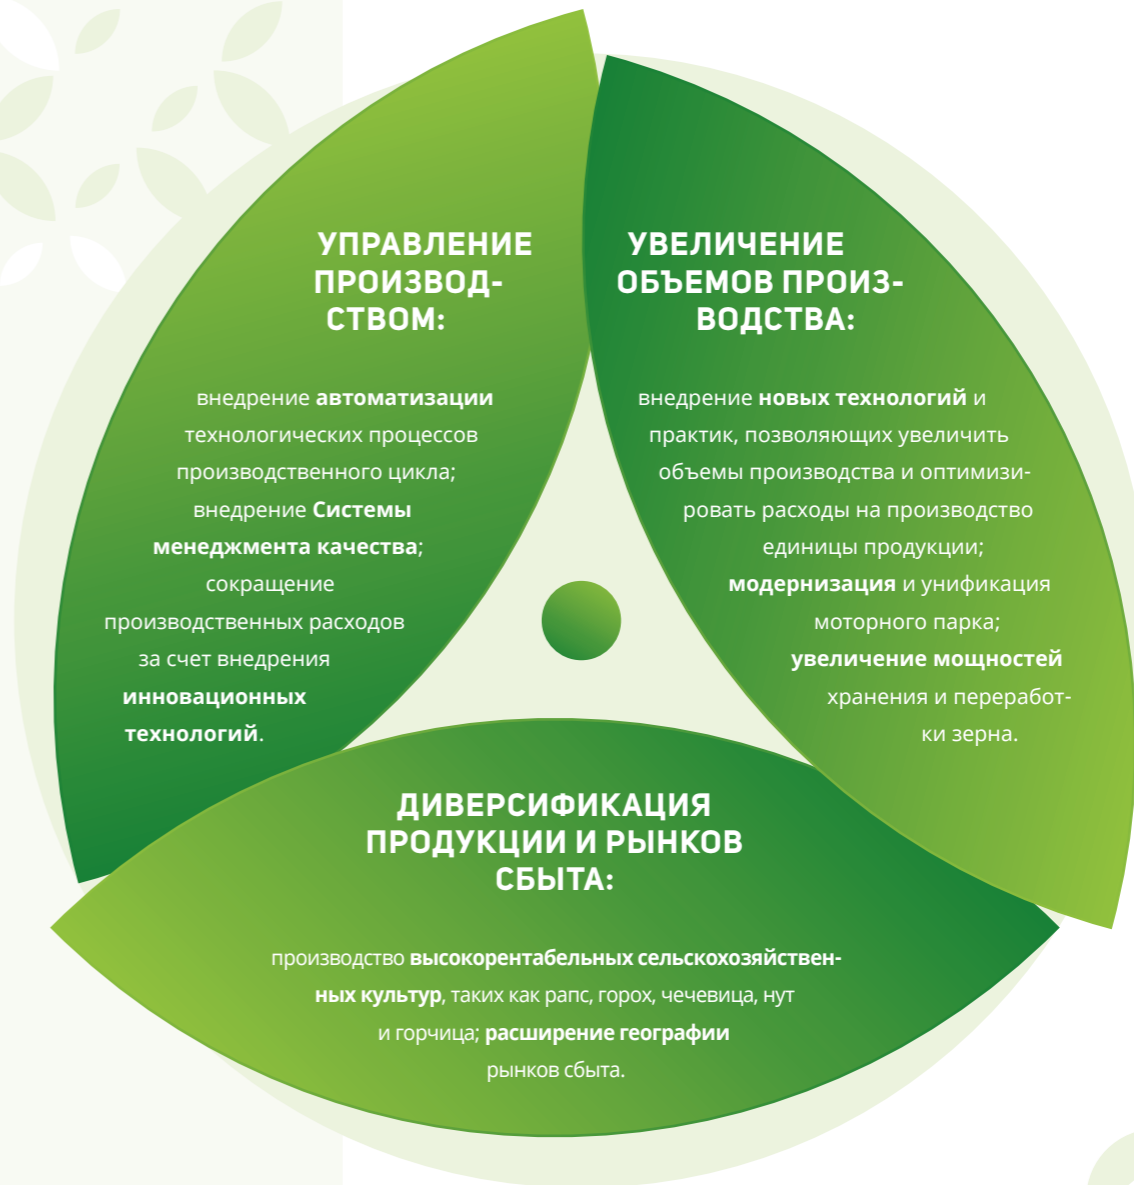 УПРАВЛЕНИЕ
ПРОИЗВОД-
СТВОМ:
внедрение автоматизации
технологических процессов
производственного цикла;
внедрение Системы
менеджмента качества;
сокращение
производственных расходов
за счет внедрения
инновационных
технологий.
УВЕЛИЧЕНИЕ
ОБЪЕМОВ ПРОИЗ-
ВОДСТВА:
внедрение новых технологий и
практик, позволяющих увеличить
объемы производства и оптимизи-
ровать расходы на производство
единицы продукции;
модернизация и унификация
моторного парка;
увеличение мощностей
хранения и переработ-
ки зерна.
ДИВЕРСИФИКАЦИЯ
ПРОДУКЦИИ И РЫНКОВ
СБЫТА:
производство высокорентабельных сельскохозяйствен-
ных культур, таких как рапс, горох, чечевица, нут
и горчица; расширение географии
рынков сбыта.